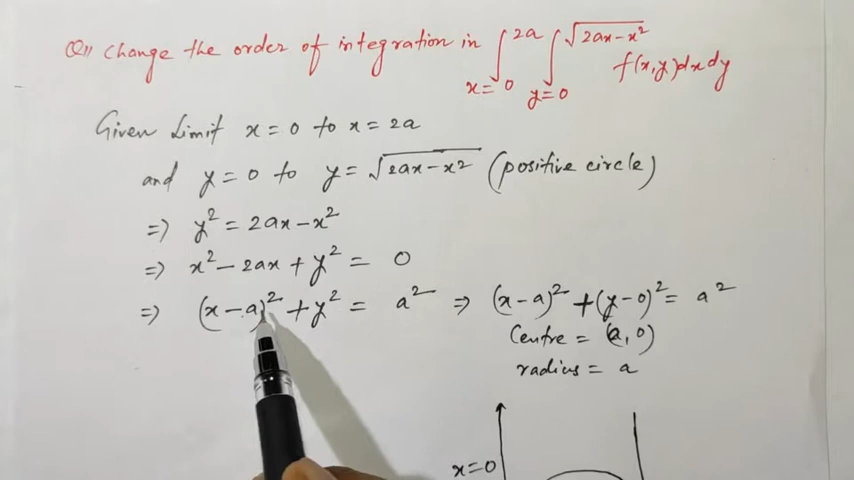 Q11 Change the order of integration in ∫_{x=0}^{2a} ∫_{y=0}^{√(2ax-x²)} f(x,y) dx dy
Given Limit x=0 to x=2a
and y=0 to y=√(2ax-x²) (positive circle)
⇒ y² = 2ax-x²
⇒ x²-2ax+y² = 0
⇒ (x-a)²+y² = a² ⇒ (x-a)²+(y-0)² = a²
Centre = (a,0)
radius = a
x=0